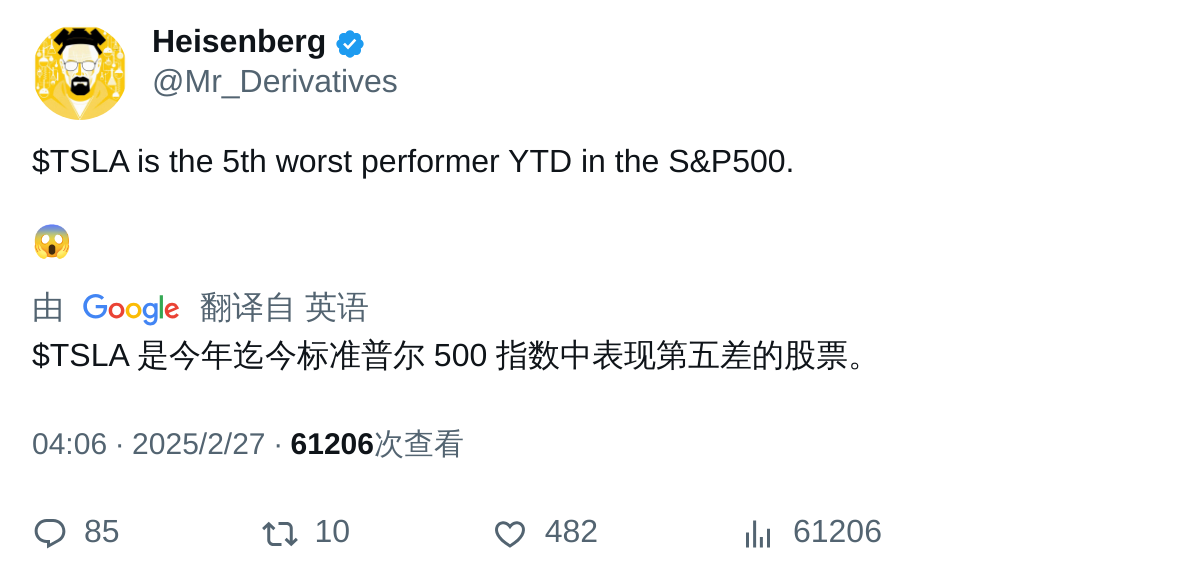 Heisenberg
@Mr_Derivatives
$TSLA is the 5th worst performer YTD in the S&P500.
😱
由 Google 翻译自 英语
$TSLA 是今年迄今标准普尔 500 指数中表现第五差的股票。
04:06 · 2025/2/27 · 61206次查看
85 10 482 61206